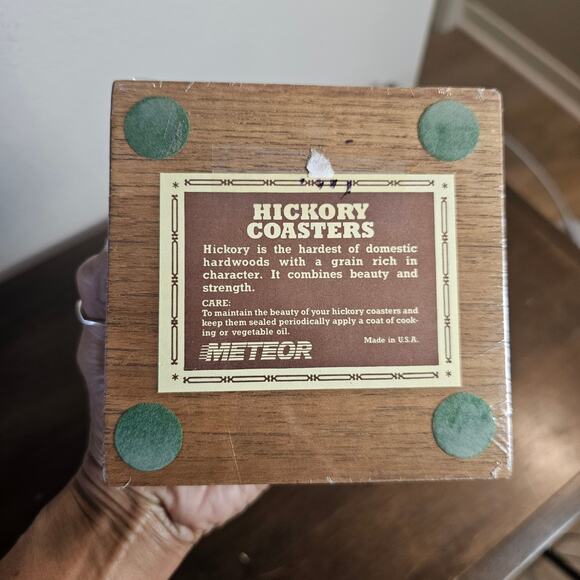 HICKORY
COASTERS
Hickory is the hardest of domestic
hardwoods with a grain rich in
character. It combines beauty and
strength.
CARE:
To maintain the beauty of your hickory coasters and
keep them sealed periodically apply a coat of cook-
ing or vegetable oil.
METEOR
Made in U.S.A.